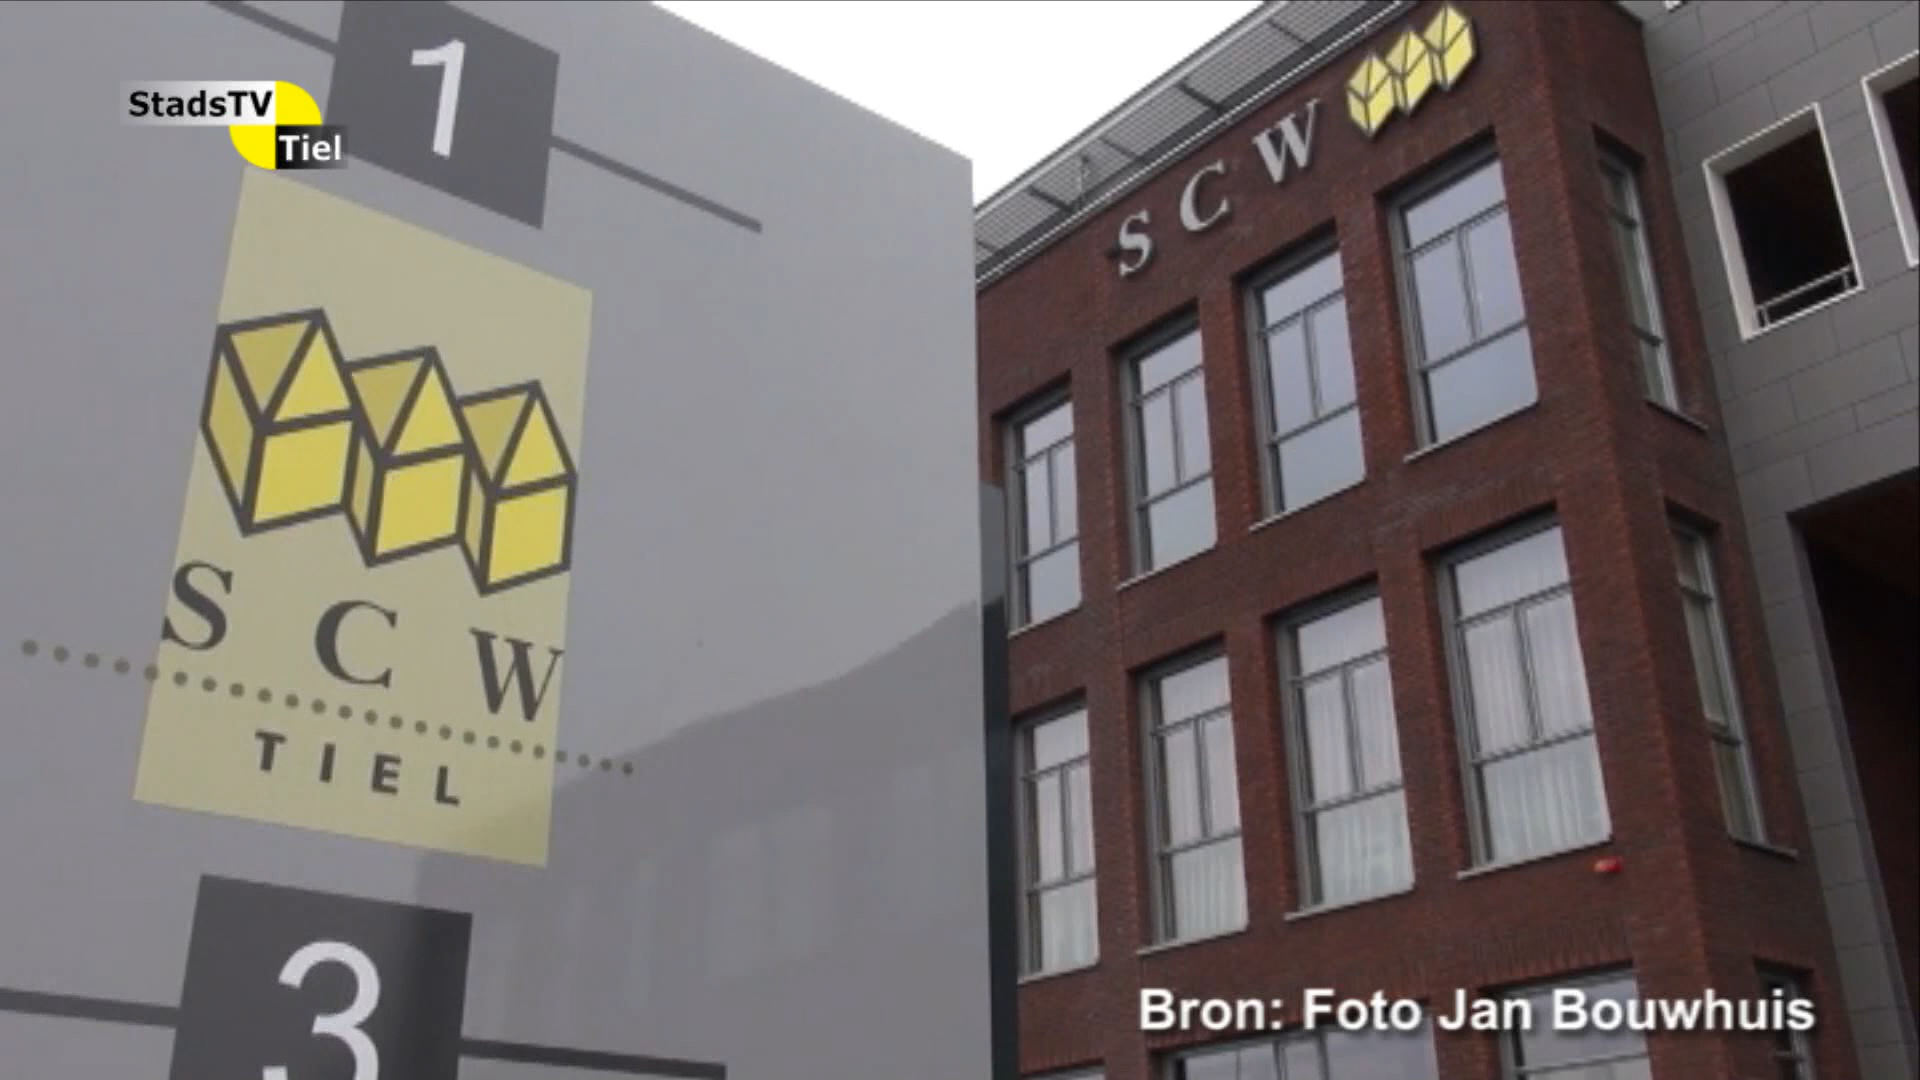 1
StadsTV
Tiel
SCW
SCW
TIEL
3
Bron: Foto Jan Bouwhuis